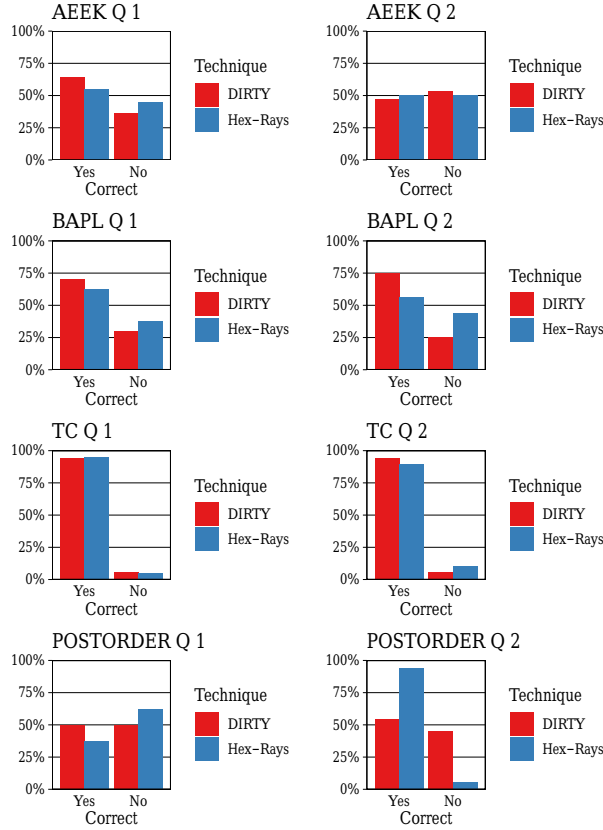 AEEK Q 1
100%
75%
50%
25%
0%
Yes No
Correct
Technique
DIRTY
Hex−Rays
AEEK Q 2
100%
75%
50%
25%
0%
Yes No
Correct
Technique
DIRTY
Hex−Rays
BAPL Q 1
100%
75%
50%
25%
0%
Yes No
Correct
Technique
DIRTY
Hex−Rays
BAPL Q 2
100%
75%
50%
25%
0%
Yes No
Correct
Technique
DIRTY
Hex−Rays
TC Q 1
100%
75%
50%
25%
0%
Yes No
Correct
Technique
DIRTY
Hex−Rays
TC Q 2
100%
75%
50%
25%
0%
Yes No
Correct
Technique
DIRTY
Hex−Rays
POSTORDER Q 1
100%
75%
50%
25%
0%
Yes No
Correct
Technique
DIRTY
Hex−Rays
POSTORDER Q 2
100%
75%
50%
25%
0%
Yes No
Correct
Technique
DIRTY
Hex−Rays